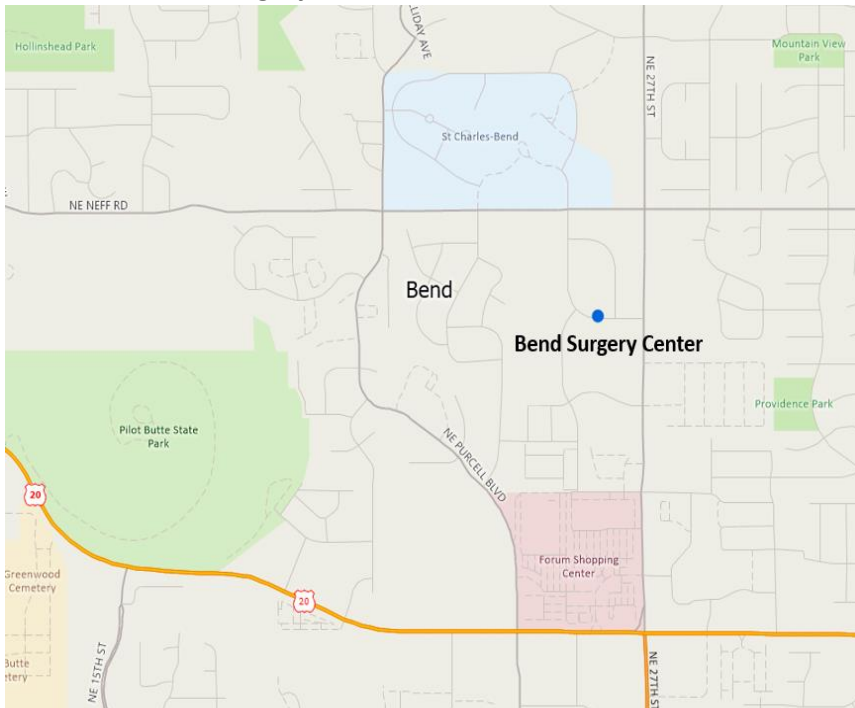 LLIDAY AVE
Hollinshead Park
Mountain View
Park
NE 27TH ST
St Charles-Bend
NE NEFF RD
Bend
Bend Surgery Center
Providence Park
Pilot Butte State
Park
NE PURCELL BLVD
20
Forum Shopping
Center
Greenwood
Cemetery
20
Butte
etery
NE 15TH ST
NE 27TH ST